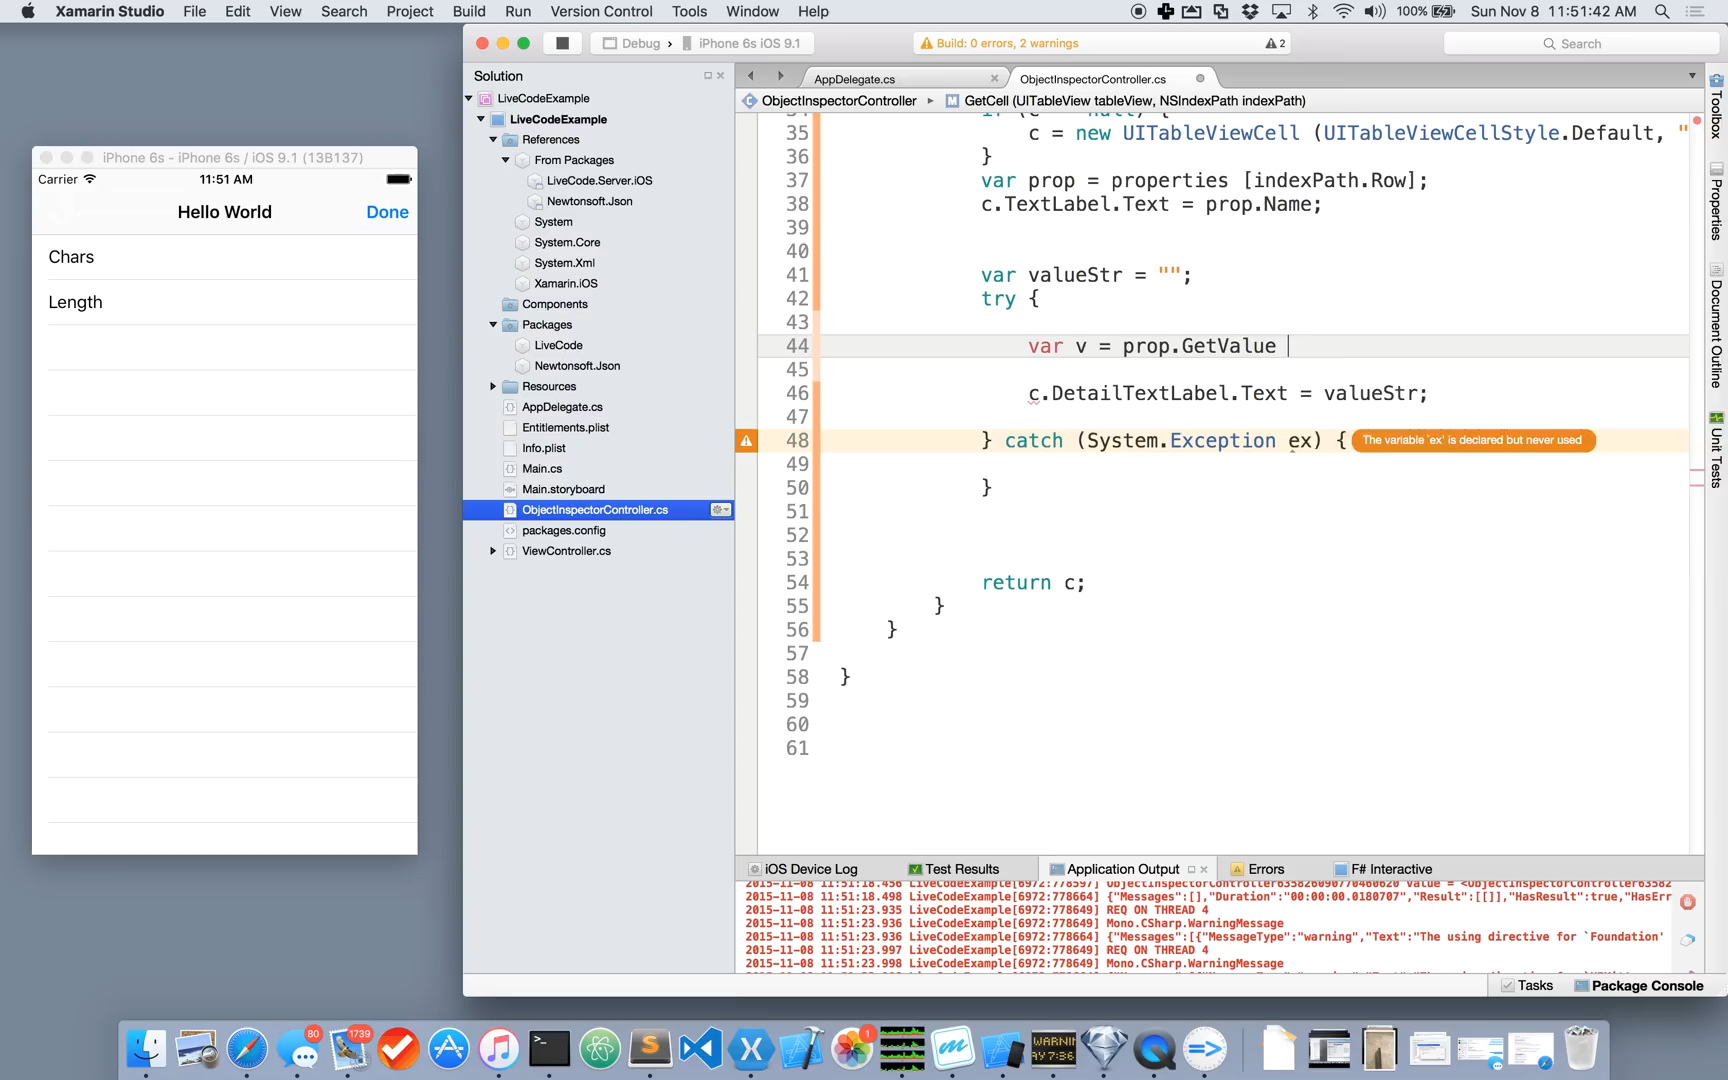 Xamarin Studio File Edit View Search Project Build Run Version Control Tools Window Help 100% Sun Nov 8 11:51:42 AM
Debug › iPhone 6s iOS 9.1
Build: 0 errors, 2 warnings
2
Search
Solution
LiveCodeExample
LiveCodeExample
References
From Packages
LiveCode.Server.iOS
Newtonsoft.Json
System
System.Core
System.Xml
Xamarin.iOS
Components
Packages
LiveCode
Newtonsoft.Json
Resources
AppDelegate.cs
Entitlements.plist
Info.plist
Main.cs
Main.storyboard
ObjectInspectorController.cs
packages.config
ViewController.cs
iPhone 6s - iPhone 6s / iOS 9.1 (13B137)
Carrier 11:51 AM
Hello World Done
Chars
Length
AppDelegate.cs
ObjectInspectorController.cs
ObjectInspectorController ▸ GetCell (UITableView tableView, NSIndexPath indexPath)
35 c = new UITableViewCell (UITableViewCellStyle.Default, "
36 }
37 var prop = properties [indexPath.Row];
38 c.TextLabel.Text = prop.Name;
39
40
41 var valueStr = "";
42 try {
43
44 var v = prop.GetValue
45
46 c.DetailTextLabel.Text = valueStr;
47
48 } catch (System.Exception ex) { The variable `ex' is declared but never used
49
50 }
51
52
53
54 return c;
55 }
56 }
57
58 }
59
60
61
Toolbox
Properties
Document Outline
Unit Tests
iOS Device Log
Test Results
Application Output
Errors
F# Interactive
2015-11-08 11:51:18.456 LiveCodeExample[6972:778597] ObjectInspectorController635826090770460620 Value = <ObjectInspectorController63582
2015-11-08 11:51:18.498 LiveCodeExample[6972:778664] {"Messages":[],"Duration":"00:00:00.0180707","Result":[[]],"HasResult":true,"HasErr
2015-11-08 11:51:23.935 LiveCodeExample[6972:778649] REQ ON THREAD 4
2015-11-08 11:51:23.936 LiveCodeExample[6972:778649] Mono.CSharp.WarningMessage
2015-11-08 11:51:23.936 LiveCodeExample[6972:778664] {"Messages":[{"MessageType":"warning","Text":"The using directive for `Foundation'
2015-11-08 11:51:23.997 LiveCodeExample[6972:778649] REQ ON THREAD 4
2015-11-08 11:51:23.998 LiveCodeExample[6972:778649] Mono.CSharp.WarningMessage
Tasks
Package Console
80
1739
1